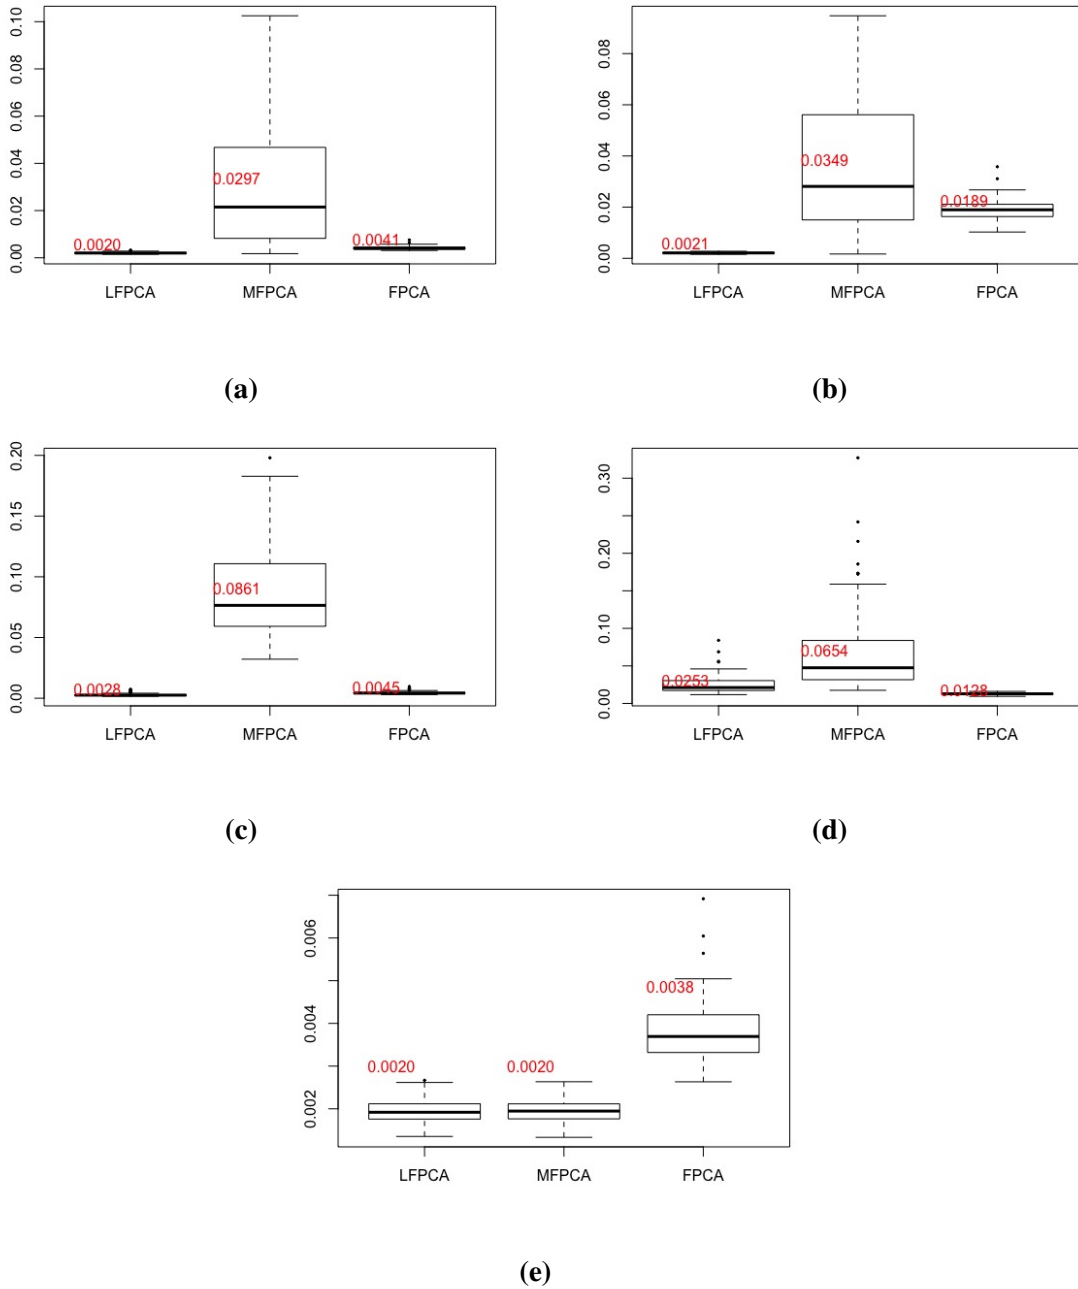 0.00 0.02 0.04 0.06 0.08 0.10
0.0020
0.0297
0.0041
LFPCA MFPCA FPCA
(a)
0.00 0.02 0.04 0.06 0.08
0.0021
0.0349
0.0189
LFPCA MFPCA FPCA
(b)
0.00 0.05 0.10 0.15 0.20
0.0028
0.0861
0.0045
LFPCA MFPCA FPCA
(c)
0.00 0.10 0.20 0.30
0.0253
0.0654
0.0128
LFPCA MFPCA FPCA
(d)
0.002 0.004 0.006
0.0020
0.0020
0.0038
LFPCA MFPCA FPCA
(e)